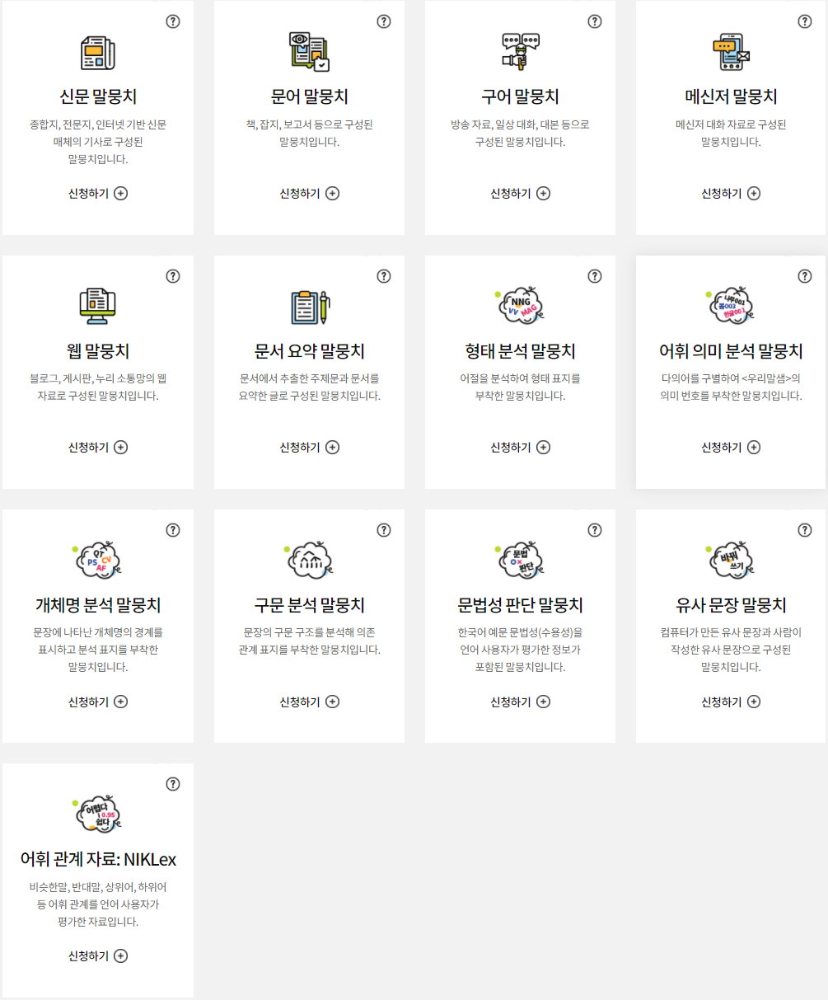 신문 말뭉치
종합지, 전문지, 인터넷 기반 신문
매체의 기사로 구성된
말뭉치입니다.
신청하기
문어 말뭉치
책, 잡지, 보고서 등으로 구성된
말뭉치입니다.
신청하기
구어 말뭉치
방송 자료, 일상 대화, 대본 등으로
구성된 말뭉치입니다.
신청하기
메신저 말뭉치
메신저 대화 자료로 구성된
말뭉치입니다.
신청하기
웹 말뭉치
블로그, 게시판, 누리 소통망의 웹
자료로 구성된 말뭉치입니다.
신청하기
문서 요약 말뭉치
문서에서 추출한 주제문과 문서를
요약한 글로 구성된 말뭉치입니다.
신청하기
NNG
VV MAG
형태 분석 말뭉치
어절을 분석하여 형태 표지를
부착한 말뭉치입니다.
신청하기
나무001
봄003
한글001
어휘 의미 분석 말뭉치
다의어를 구별하여 <우리말샘>의
의미 번호를 부착한 말뭉치입니다.
신청하기
QT
PS CV
AF
개체명 분석 말뭉치
문장에 나타난 개체명의 경계를
표시하고 분석 표지를 부착한
말뭉치입니다.
신청하기
구문 분석 말뭉치
문장의 구문 구조를 분석해 의존
관계 표지를 부착한 말뭉치입니다.
신청하기
문법
판단
문법성 판단 말뭉치
한국어 예문 문법성(수용성)을
언어 사용자가 평가한 정보가
포함된 말뭉치입니다.
신청하기
바꿔
쓰기
유사 문장 말뭉치
컴퓨터가 만든 유사 문장과 사람이
작성한 유사 문장으로 구성된
말뭉치입니다.
신청하기
어렵다
0.95
쉽다
어휘 관계 자료: NIKLex
비슷한말, 반대말, 상위어, 하위어
등 어휘 관계를 언어 사용자가
평가한 자료입니다.
신청하기